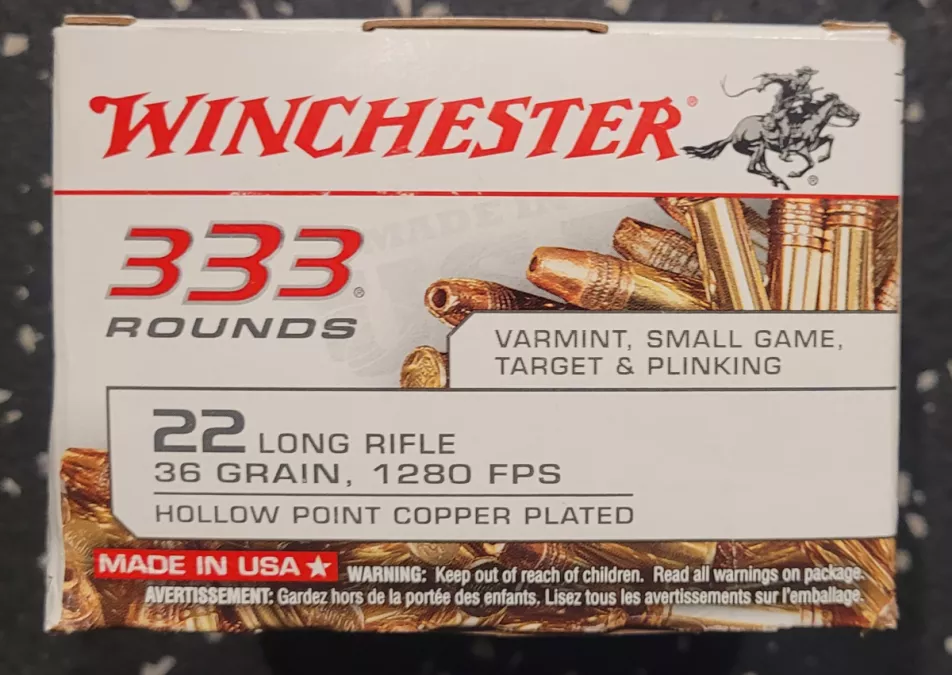 WINCHESTER®
®
MADE IN
333®
ROUNDS
VARMINT, SMALL GAME,
TARGET & PLINKING
22 LONG RIFLE
36 GRAIN, 1280 FPS
HOLLOW POINT COPPER PLATED
MADE IN USA
WARNING: Keep out of reach of children. Read all warnings on package.
AVERTISSEMENT: Gardez hors de la portée des enfants, Lisez tous les avertissements sur l'emballage.